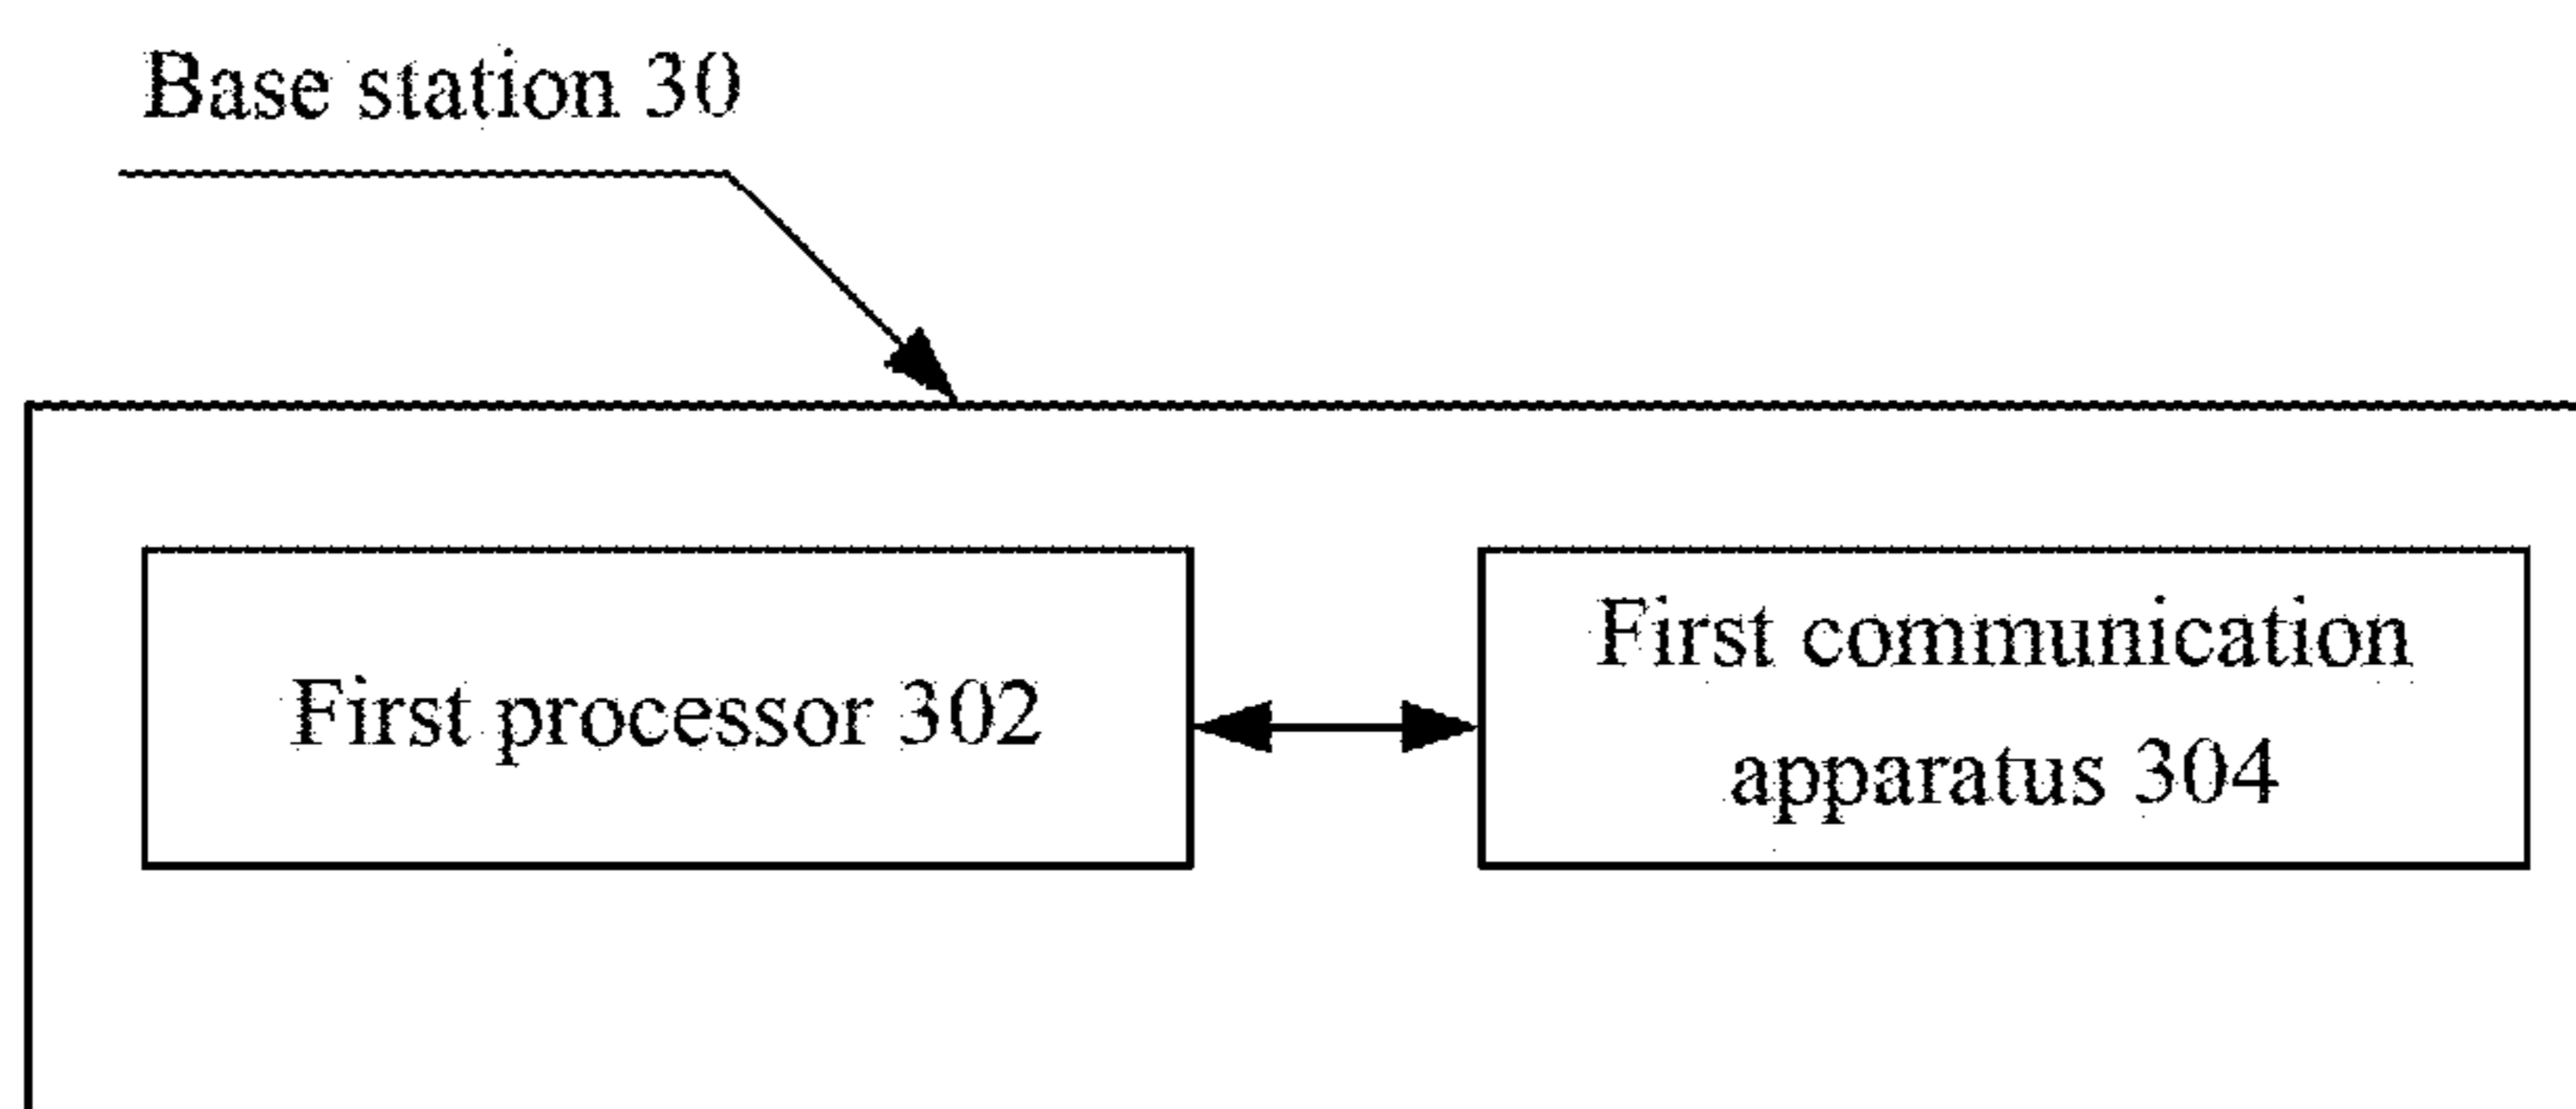 Base station 30
First processor 302
First communication
apparatus 304